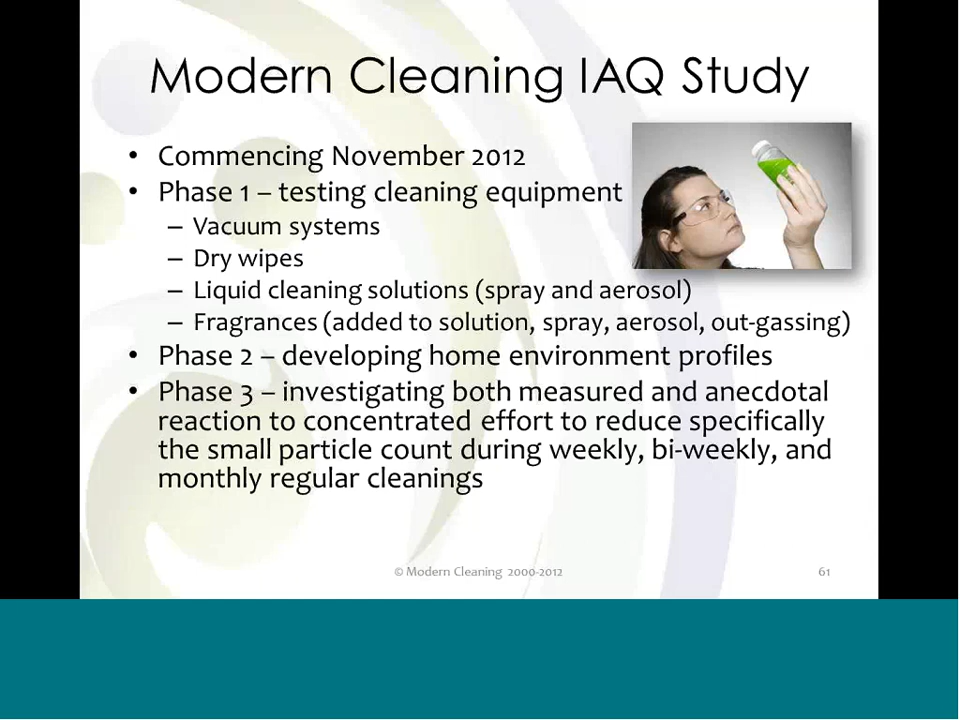 Modern Cleaning IAQ Study
• Commencing November 2012
• Phase 1 – testing cleaning equipment
– Vacuum systems
– Dry wipes
– Liquid cleaning solutions (spray and aerosol)
– Fragrances (added to solution, spray, aerosol, out-gassing)
• Phase 2 – developing home environment profiles
• Phase 3 – investigating both measured and anecdotal
reaction to concentrated effort to reduce specifically
the small particle count during weekly, bi-weekly, and
monthly regular cleanings
© Modern Cleaning 2000-2012
61